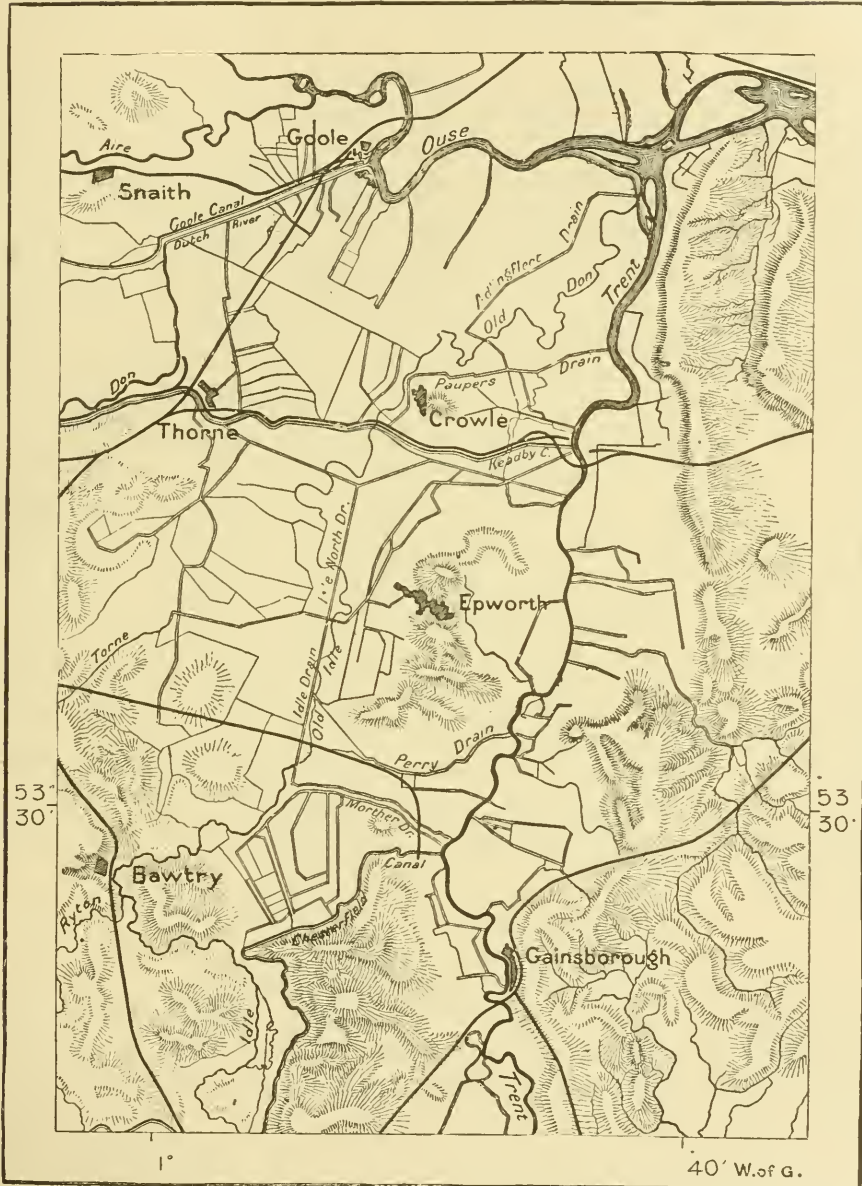 Goole
Ouse
Aire
Snaith
Goole Canal
Dutch River
Drain
Old Don
Trent
Don
Paupers Drain
Crowle
Thorne
Keadby C.
North Dr.
Epworth
Torne
Idle Drain
Old Idle
Perry Drain
53°
30'
53
30'
Morther Dr.
Canal
Bawtry
Ryton
Chesterfield
Gainsborough
Idle
Trent
1°
40' W. of G.